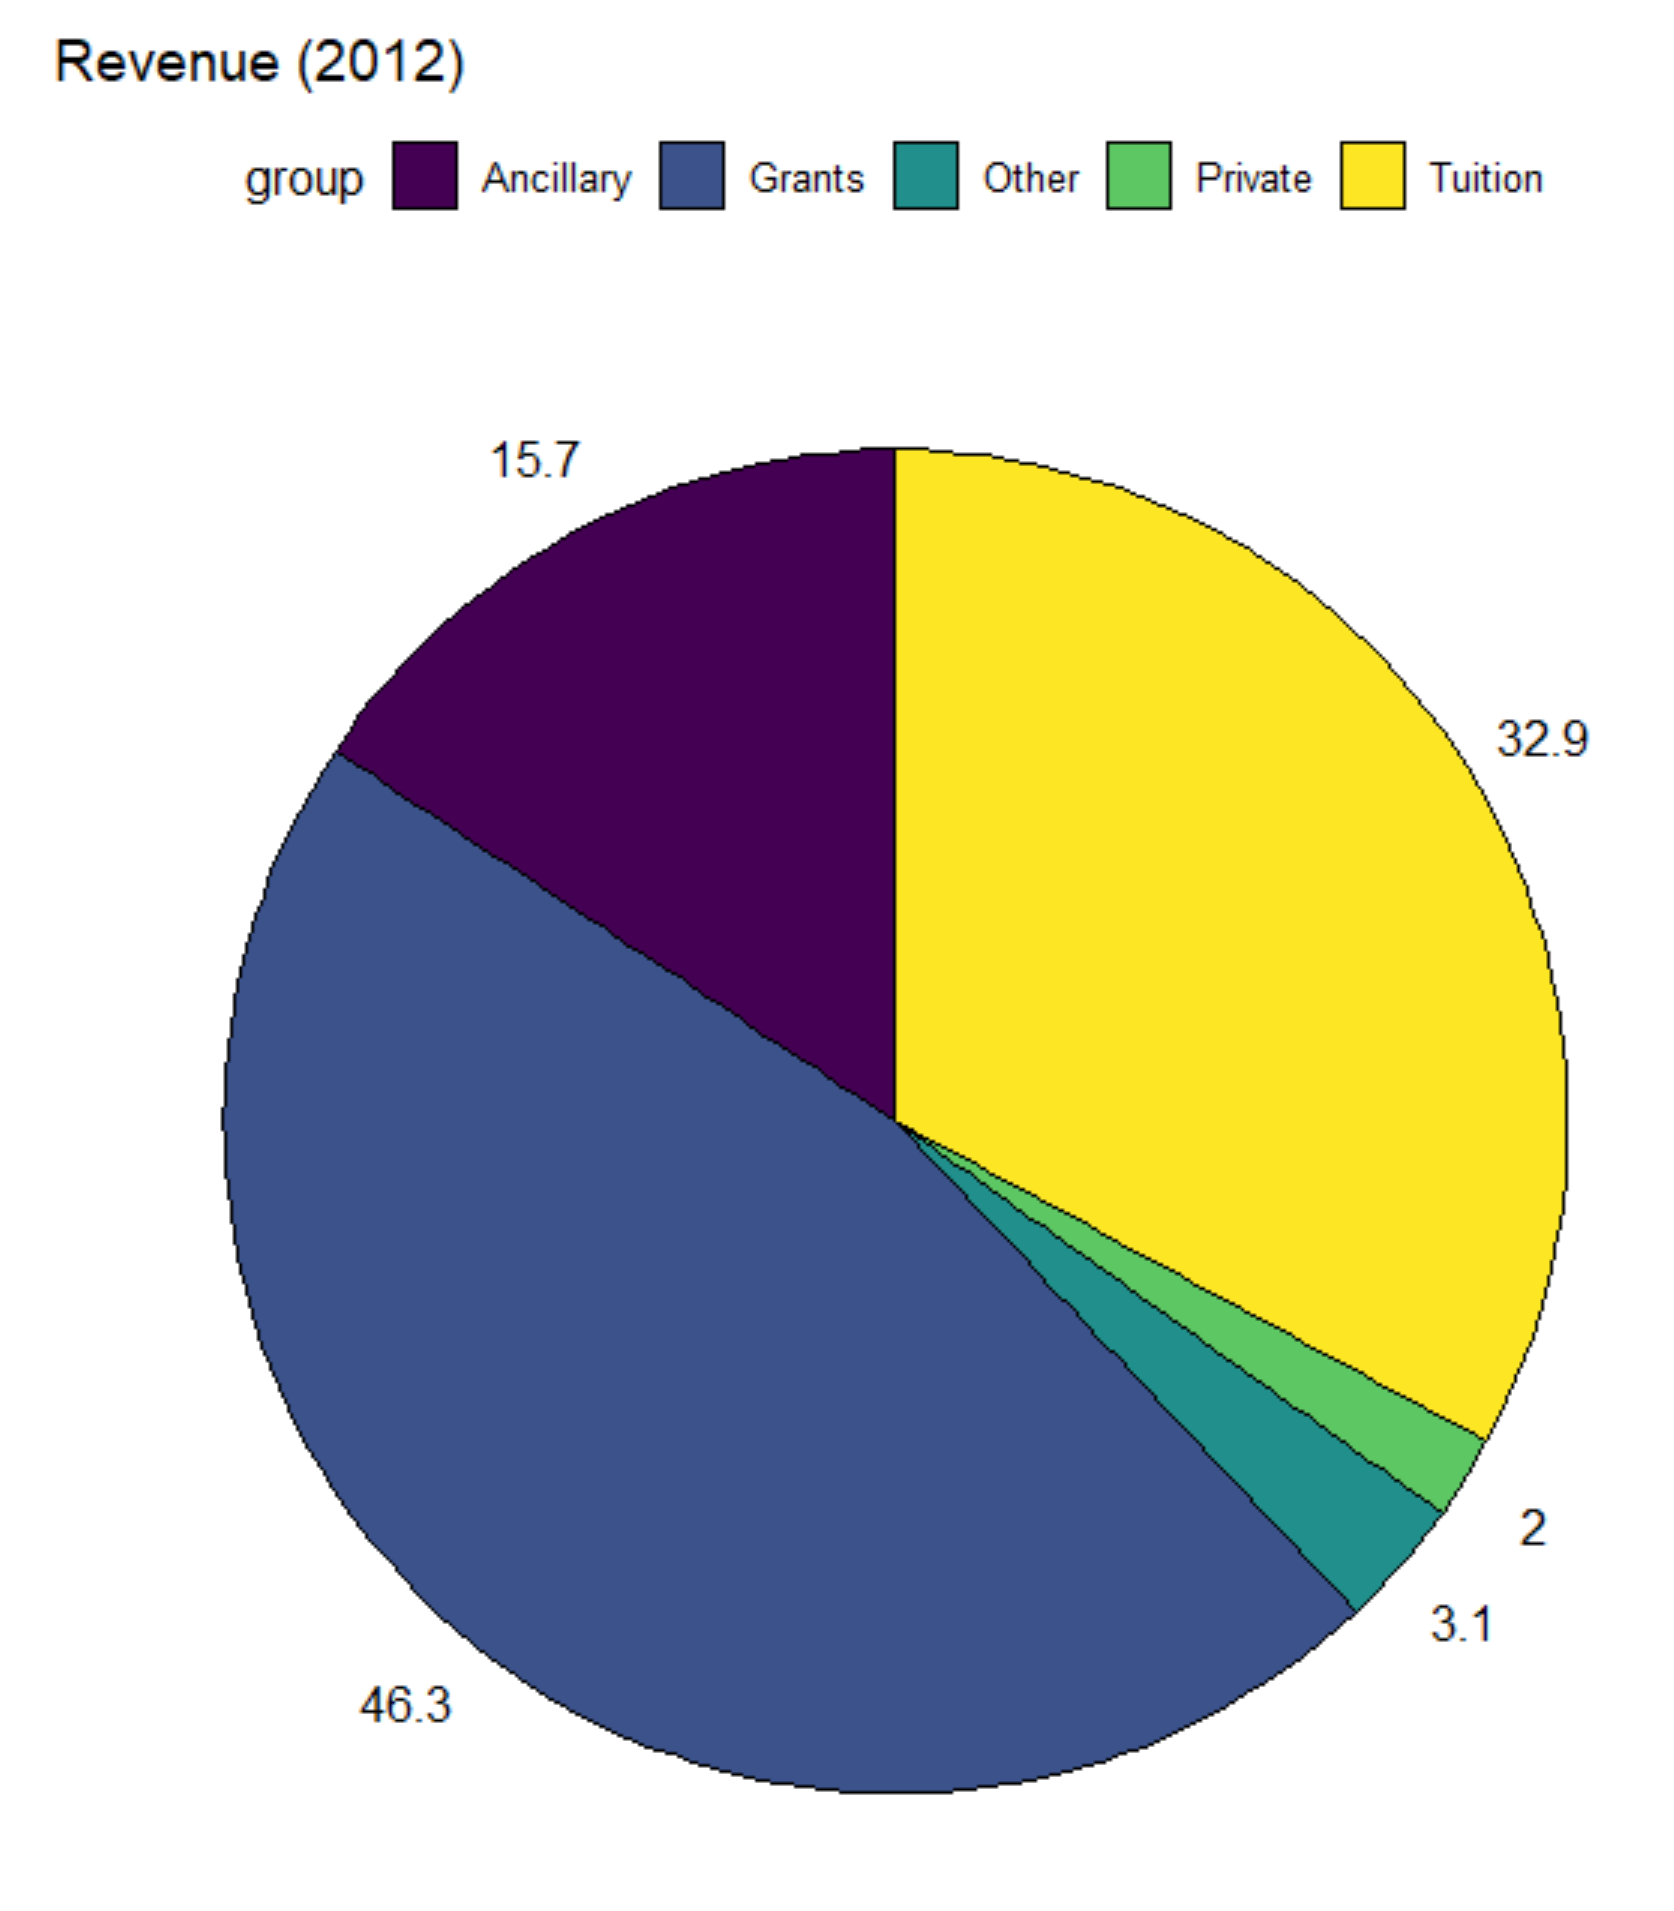 Revenue (2012)
group Ancillary Grants Other Private Tuition
15.7
32.9
2
3.1
46.3